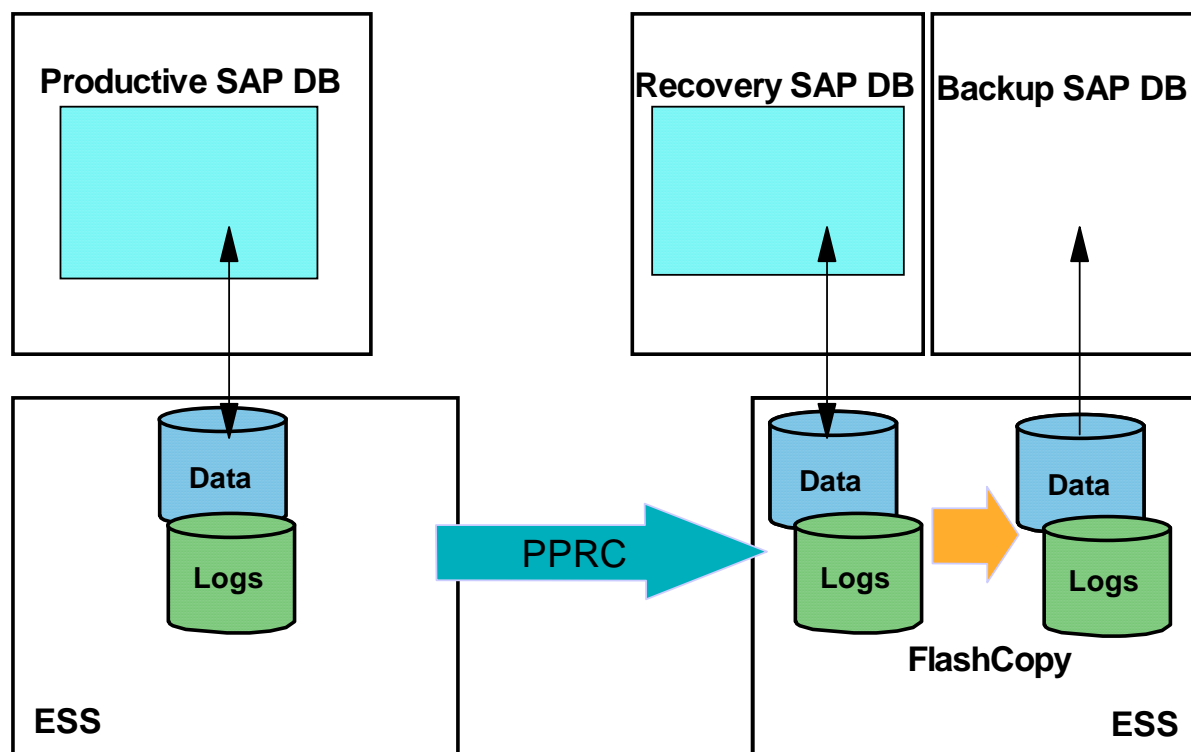 Productive SAP DB
Recovery SAP DB
Backup SAP DB
Data
Logs
PPRC
Data
Logs
Data
Logs
FlashCopy
ESS
ESS